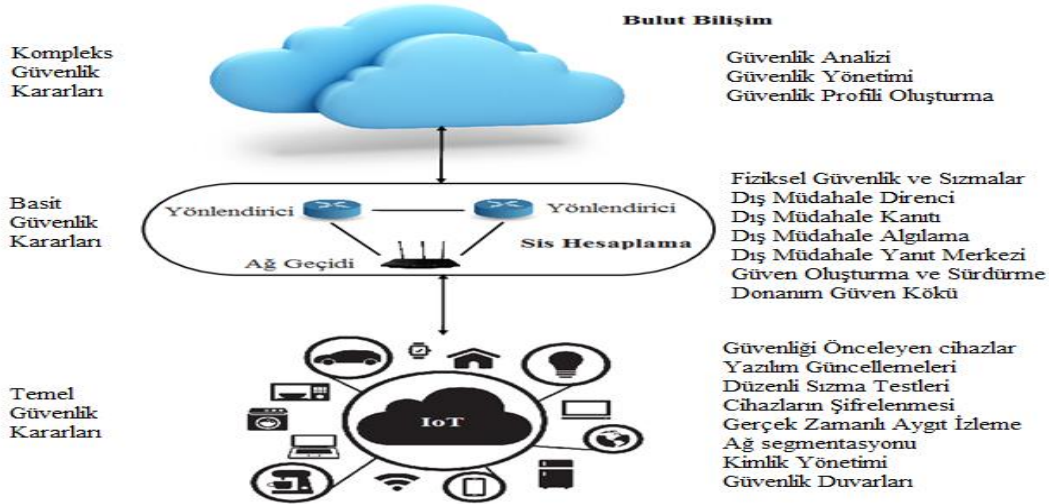 Bulut Bilişim
Kompleks
Güvenlik
Kararları
Güvenlik Analizi
Güvenlik Yönetimi
Güvenlik Profili Oluşturma
Basit
Güvenlik
Kararları
Yönlendirici
Yönlendirici
Sis Hesaplama
Ağ Geçidi
Fiziksel Güvenlik ve Sızmalar
Dış Müdahale Direnci
Dış Müdahale Kanıtı
Dış Müdahale Algılama
Dış Müdahale Yanıt Merkezi
Güven Oluşturma ve Sürdürme
Donanım Güven Kökü
Temel
Güvenlik
Kararları
IoT
Güvenliği Önceleyen cihazlar
Yazılım Güncellemeleri
Düzenli Sızma Testleri
Cihazların Şifrelenmesi
Gerçek Zamanlı Aygıt İzleme
Ağ segmentasyonu
Kimlik Yönetimi
Güvenlik Duvarları